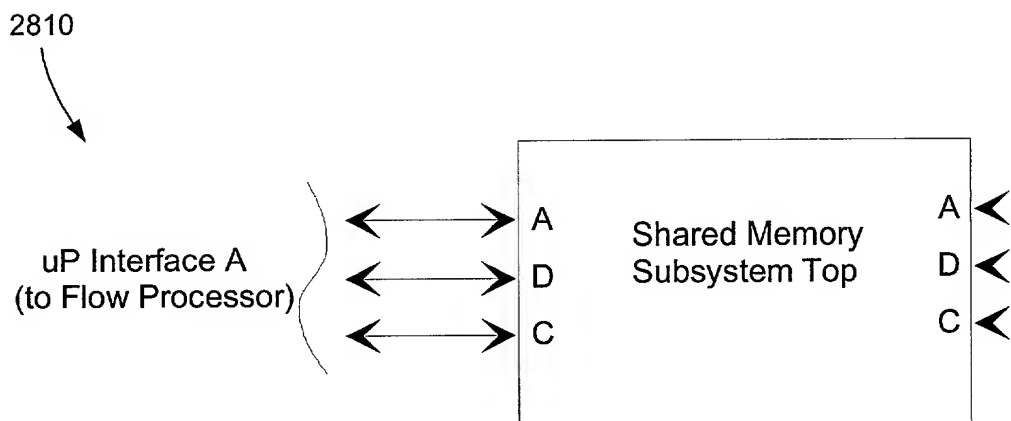 2810
uP Interface A
(to Flow Processor)
A
D
C
Shared Memory
Subsystem Top
A
D
C